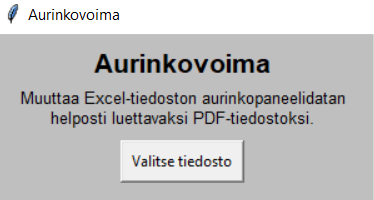 Aurinkovoima
Aurinkovoima
Muuttaa Excel-tiedoston aurinkopaneelidatan
helposti luettavaksi PDF-tiedostoksi.
Valitse tiedosto